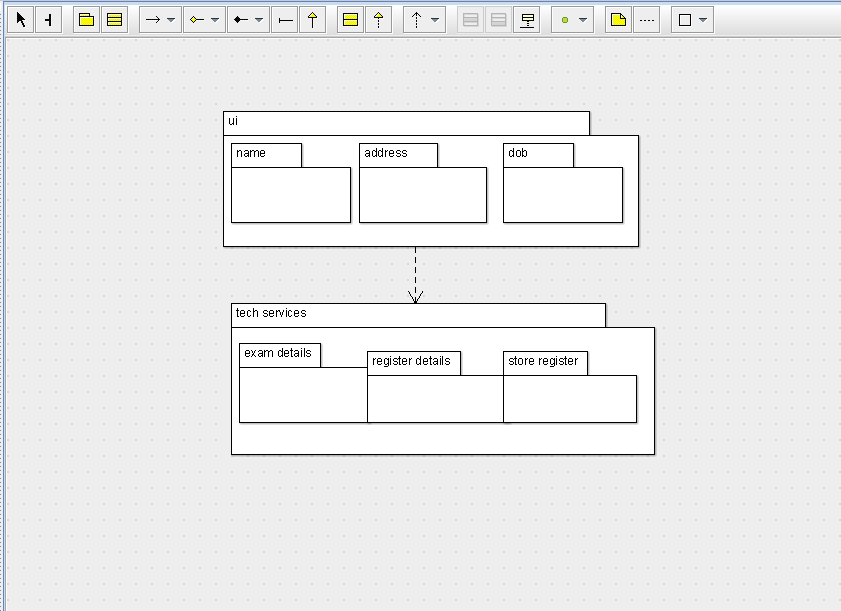 ui
name
address
dob
tech services
exam details
register details
store register